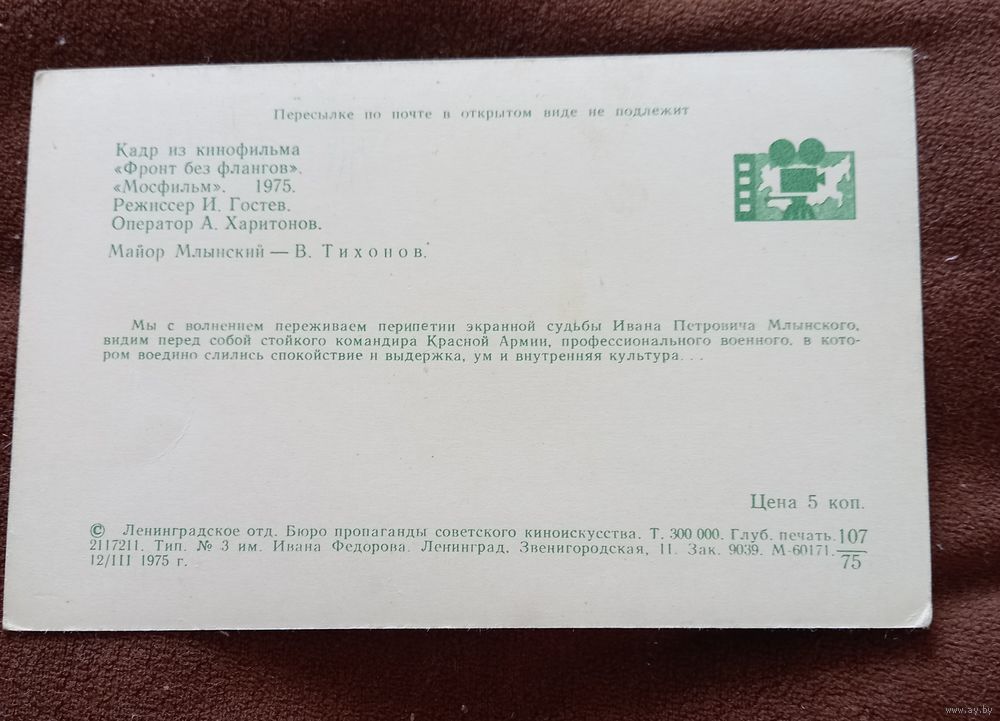 Пересылке по почте в открытом виде не подлежит
Кадр из кинофильма
«Фронт без флангов».
«Мосфильм». 1975.
Режиссер И. Гостев.
Оператор А. Харитонов.
Майор Млынский — В. Тихонов.
Мы с волнением переживаем перипетии экранной судьбы Ивана Петровича Млынского,
видим перед собой стойкого командира Красной Армии, профессионального военного, в кото-
ром воедино слились спокойствие и выдержка, ум и внутренняя культура...
Цена 5 коп.
© Ленинградское отд. Бюро пропаганды советского киноискусства. Т. 300 000. Глуб. печать. 107
2117211. Тип. № 3 им. Ивана Федорова. Ленинград, Звенигородская, 11. Зак. 9039. М-60171. 75
12/III 1975 г.
www.ay.by